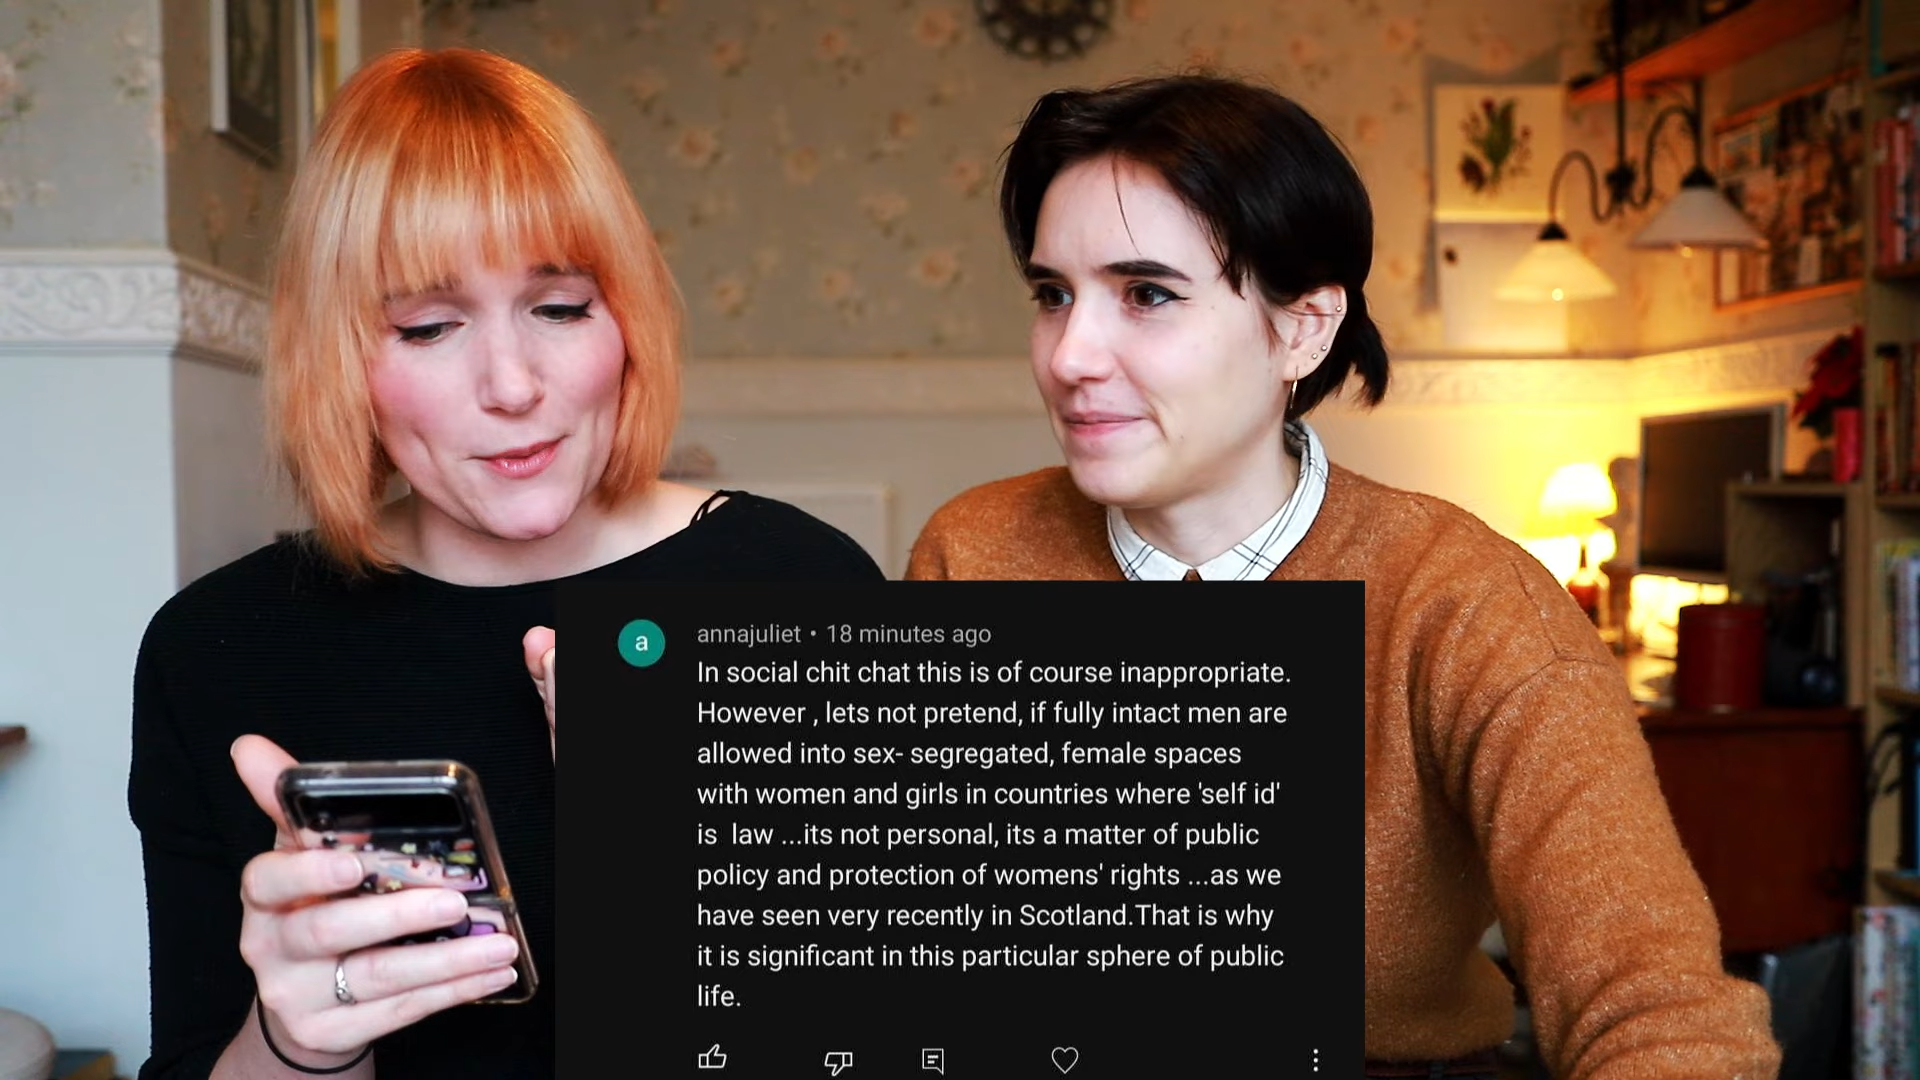 a
annajuliet • 18 minutes ago
In social chit chat this is of course inappropriate.
However , lets not pretend, if fully intact men are
allowed into sex- segregated, female spaces
with women and girls in countries where 'self id'
is  law ...its not personal, its a matter of public
policy and protection of womens' rights ...as we
have seen very recently in Scotland.That is why
it is significant in this particular sphere of public
life.